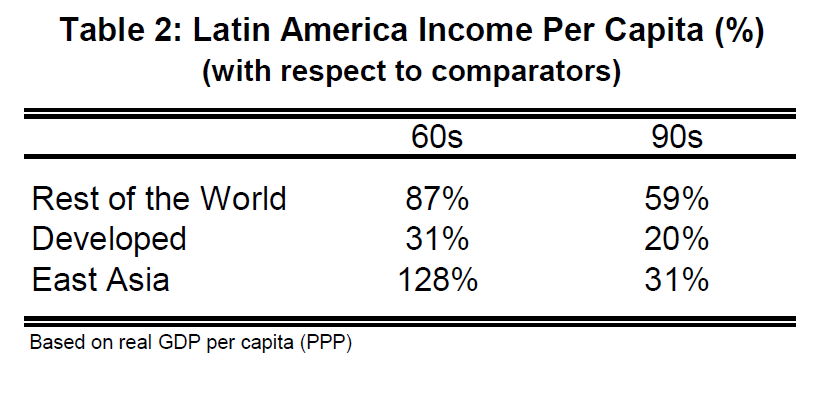 Table 2: Latin America Income Per Capita (%)
(with respect to comparators)
60s 90s
Rest of the World 87% 59%
Developed 31% 20%
East Asia 128% 31%
Based on real GDP per capita (PPP)